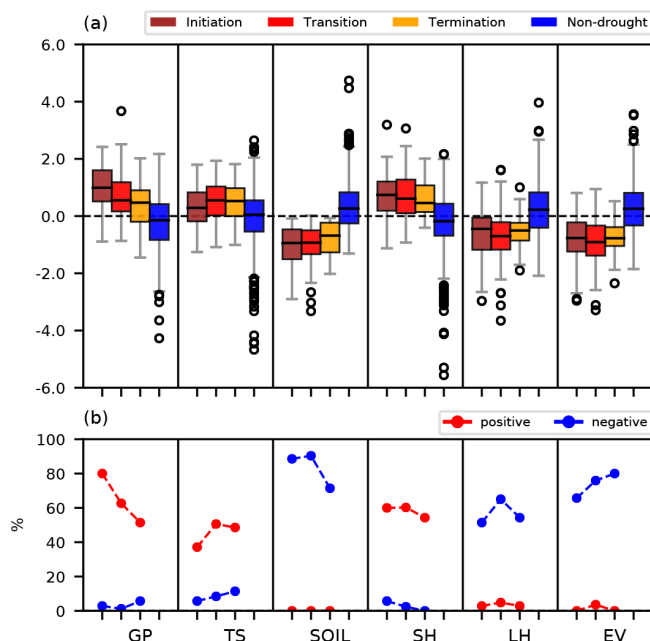 (a)
Initiation Transition Termination Non-drought
6.0
4.0
2.0
0.0
-2.0
-4.0
-6.0
(b)
positive negative
100
80
60
40
20
0
%
GP TS SOIL SH LH EV